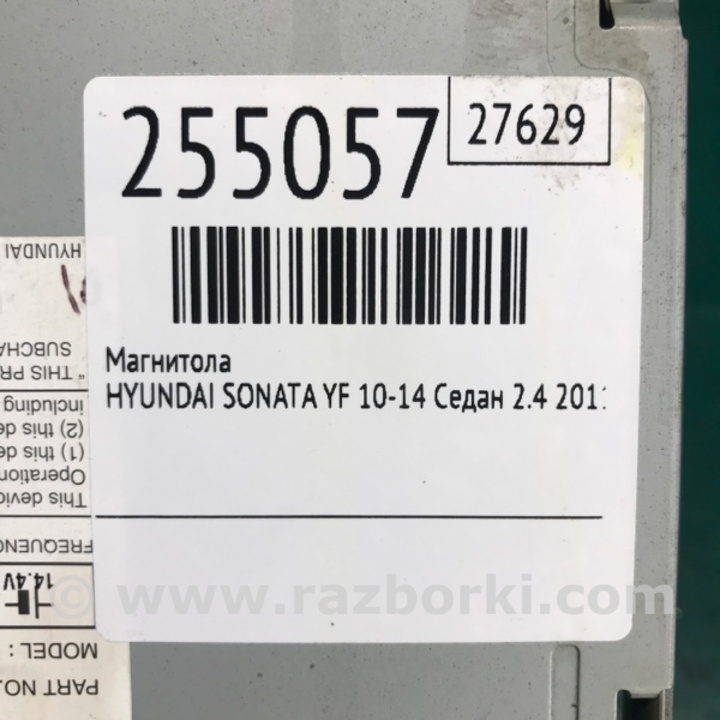 255057
27629
Магнитола
HYUNDAI SONATA YF 10-14 Седан 2.4 201
© www.razborki.com
PART NO.
MODEL :
14.4V
FREQUENC
This devic
Operation
(1) this de
(2) this de
including
" THIS PR
SUBCHA
HYUNDAI